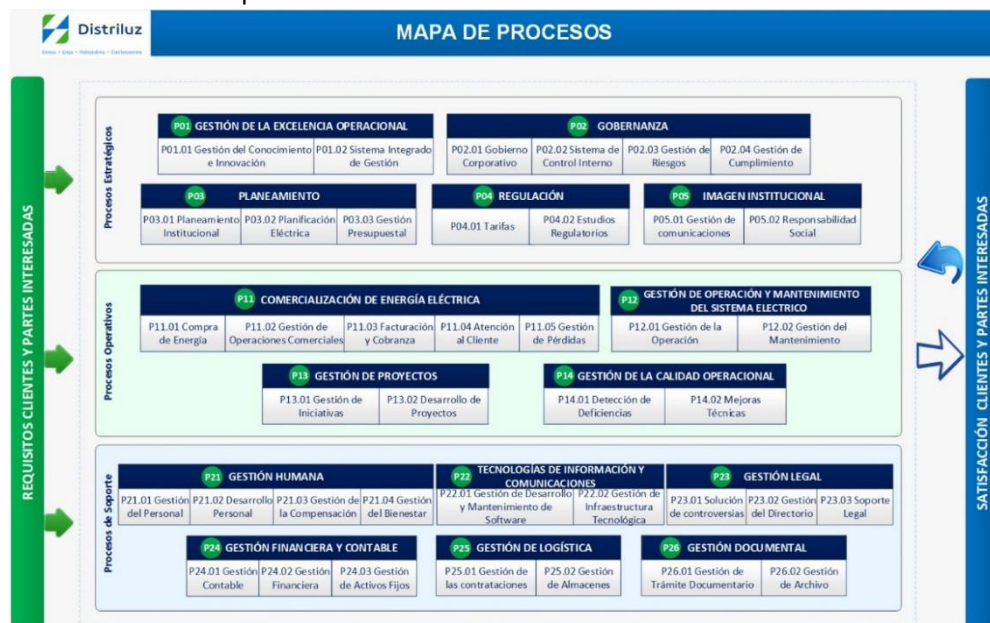 Distriluz
MAPA DE PROCESOS
REQUISITOS CLIENTES Y PARTES INTERESADAS
Procesos Estratégicos
P01 GESTIÓN DE LA EXCELENCIA OPERACIONAL
P01.01 Gestión del Conocimiento
e Innovación
P01.02 Sistema Integrado
de Gestión
P02 GOBERNANZA
P02.01 Gobierno
Corporativo
P02.02 Sistema de
Control Interno
P02.03 Gestión de
Riesgos
P02.04 Gestión de
Cumplimiento
P03 PLANEAMIENTO
P03.01 Planeamiento
Institucional
P03.02 Planificación
Eléctrica
P03.03 Gestión
Presupuestal
P04 REGULACIÓN
P04.01 Tarifas
P04.02 Estudios
Regulatorios
P05 IMAGEN INSTITUCIONAL
P05.01 Gestión de
comunicaciones
P05.02 Responsabilidad
Social
Procesos Operativos
P11 COMERCIALIZACIÓN DE ENERGÍA ELÉCTRICA
P11.01 Compra
de Energía
P11.02 Gestión de
Operaciones Comerciales
P11.03 Facturación
y Cobranza
P11.04 Atención
al Cliente
P11.05 Gestión
de Pérdidas
P12 GESTIÓN DE OPERACIÓN Y MANTENIMIENTO
DEL SISTEMA ELECTRICO
P12.01 Gestión de la
Operación
P12.02 Gestión del
Mantenimiento
P13 GESTIÓN DE PROYECTOS
P13.01 Gestión de
Iniciativas
P13.02 Desarrollo de
Proyectos
P14 GESTIÓN DE LA CALIDAD OPERACIONAL
P14.01 Detección de
Deficiencias
P14.02 Mejoras
Técnicas
Procesos de Soporte
P21 GESTIÓN HUMANA
P21.01 Gestión
del Personal
P21.02 Desarrollo
Personal
P21.03 Gestión de
la Compensación
P21.04 Gestión
del Bienestar
P22 TECNOLOGÍAS DE INFORMACIÓN Y
COMUNICACIONES
P22.01 Gestión de Desarrollo
y Mantenimiento de
Software
P22.02 Gestión de
Infraestructura
Tecnológica
P23 GESTIÓN LEGAL
P23.01 Solución
de controversias
P23.02 Gestión
del Directorio
P23.03 Soporte
Legal
P24 GESTIÓN FINANCIERA Y CONTABLE
P24.01 Gestión
Contable
P24.02 Gestión
Financiera
P24.03 Gestión
de Activos Fijos
P25 GESTIÓN DE LOGÍSTICA
P25.01 Gestión de
las contrataciones
P25.02 Gestión
de Almacenes
P26 GESTIÓN DOCUMENTAL
P26.01 Gestión de
Trámite Documentario
P26.02 Gestión
de Archivo
SATISFACCIÓN CLIENTES Y PARTES INTERESADAS